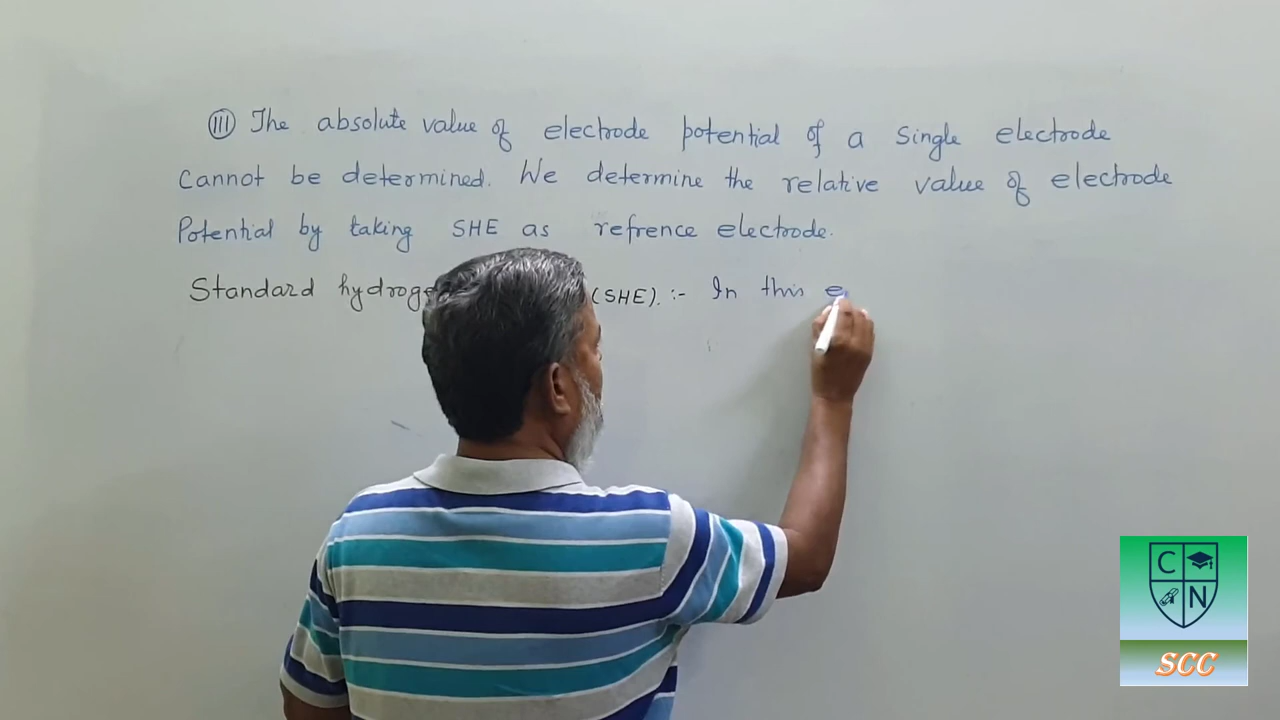 (III) The absolute value of electrode potential of a single electrode
cannot be determined. We determine the relative value of electrode
Potential by taking SHE as refrence electrode.
Standard hydroge (SHE). :- In this e
C N
SCC